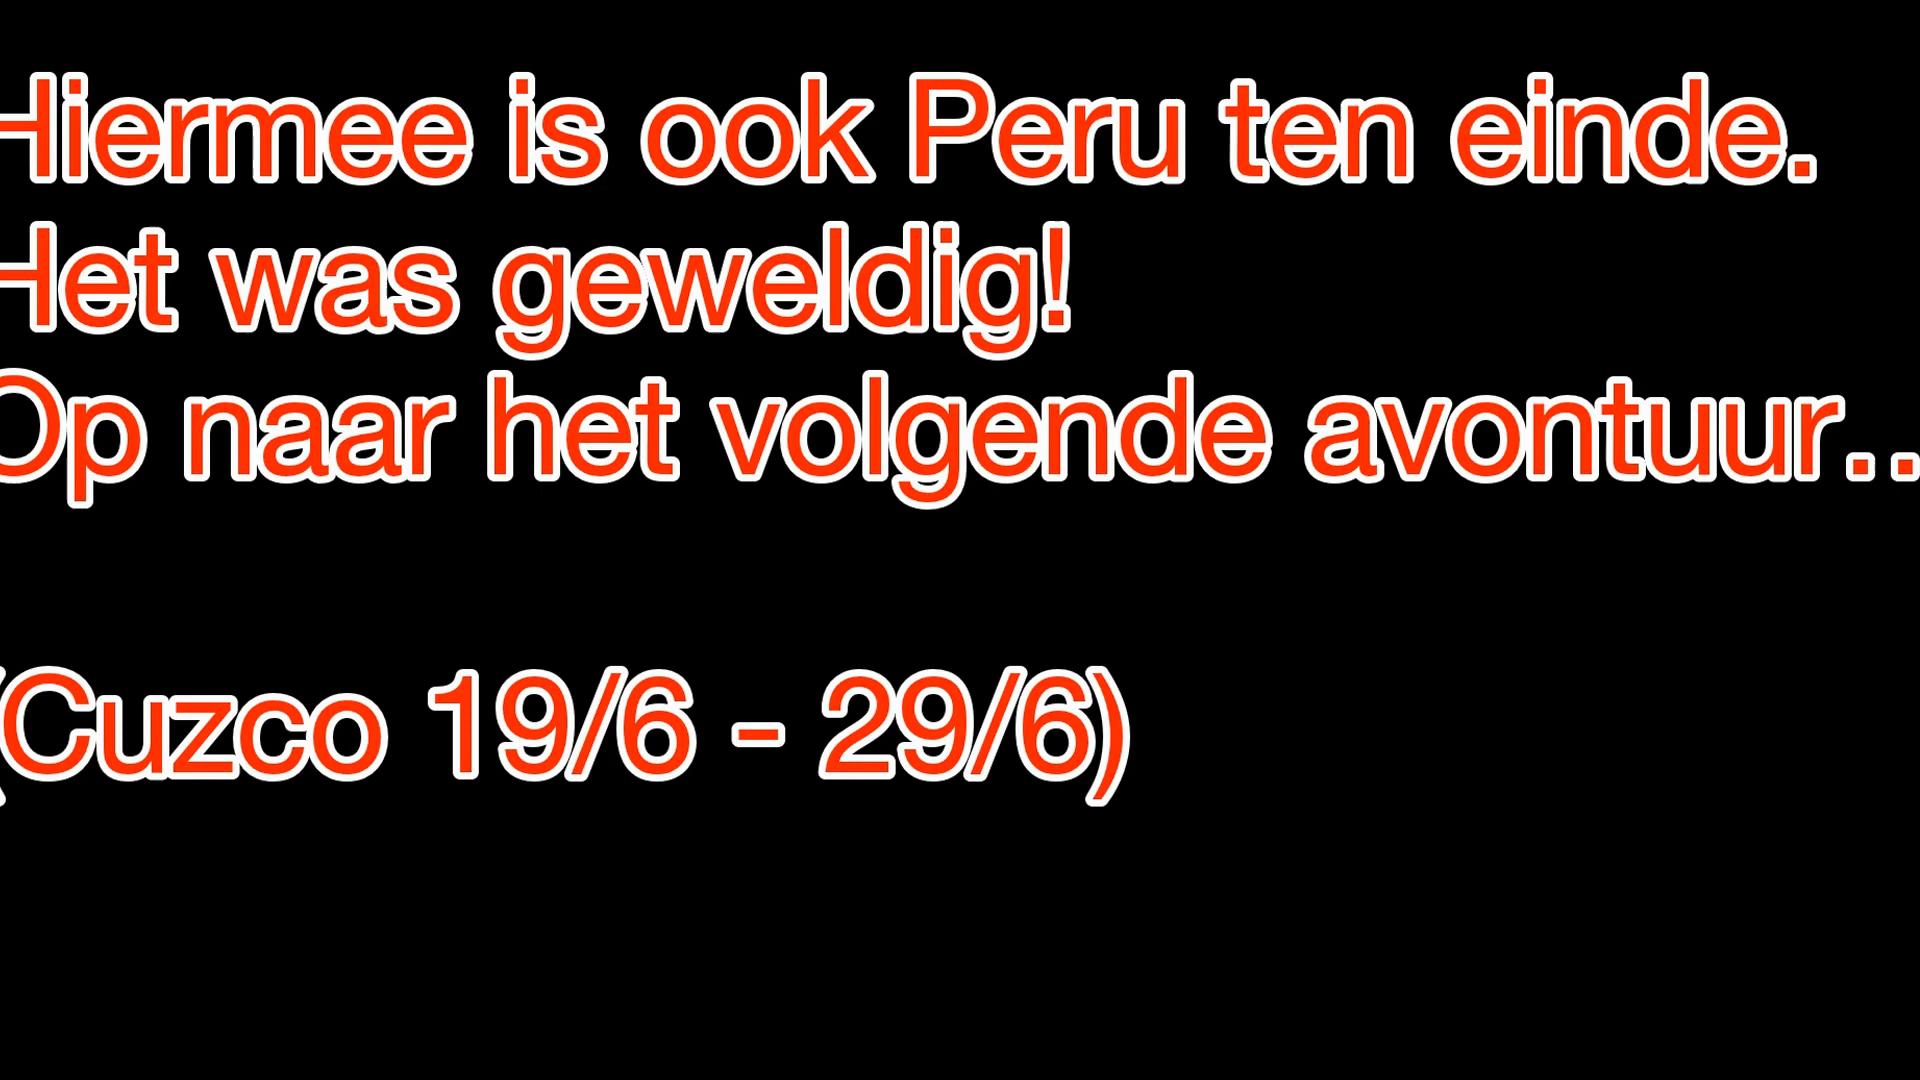 Hiermee is ook Peru ten einde.
Het was geweldig!
Op naar het volgende avontuur..
(Cuzco 19/6 - 29/6)